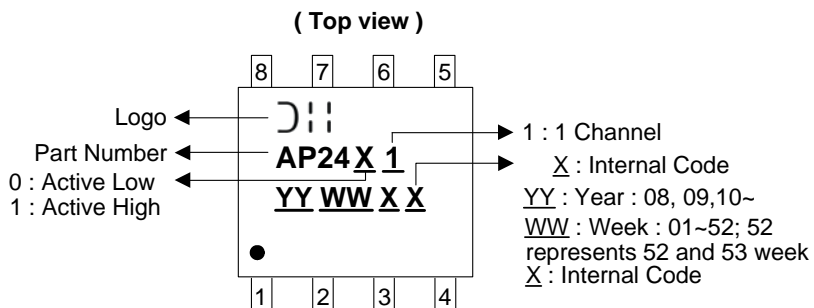 ( Top view )
8 7 6 5
Logo
Part Number
0 : Active Low
1 : Active High
AP24 X 1
YY WW X X
1 : 1 Channel
X : Internal Code
YY : Year : 08, 09,10~
WW : Week : 01~52; 52
represents 52 and 53 week
X : Internal Code
1 2 3 4